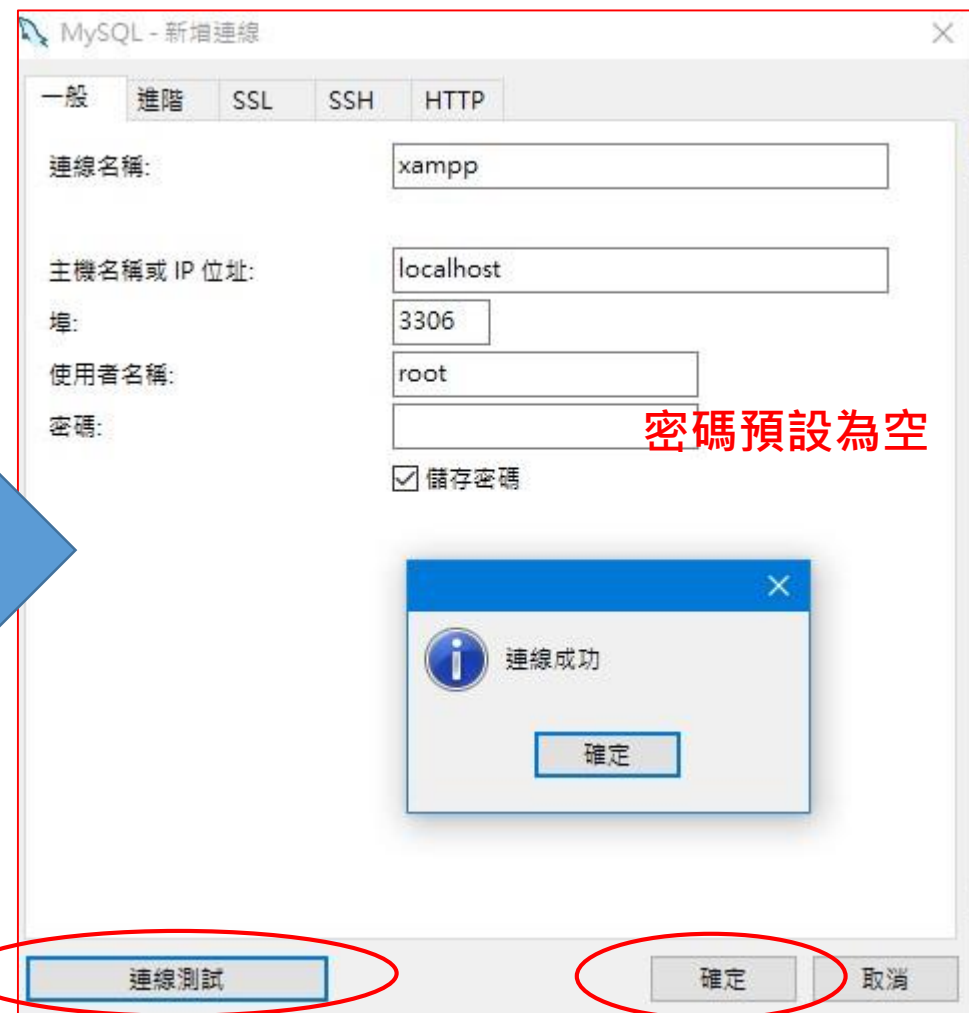 MySQL - 新增連線
一般 進階 SSL SSH HTTP
連線名稱: xampp
主機名稱或 IP 位址: localhost
埠: 3306
使用者名稱: root
密碼:
密碼預設為空
儲存密碼
連線成功
確定
連線測試 確定 取消